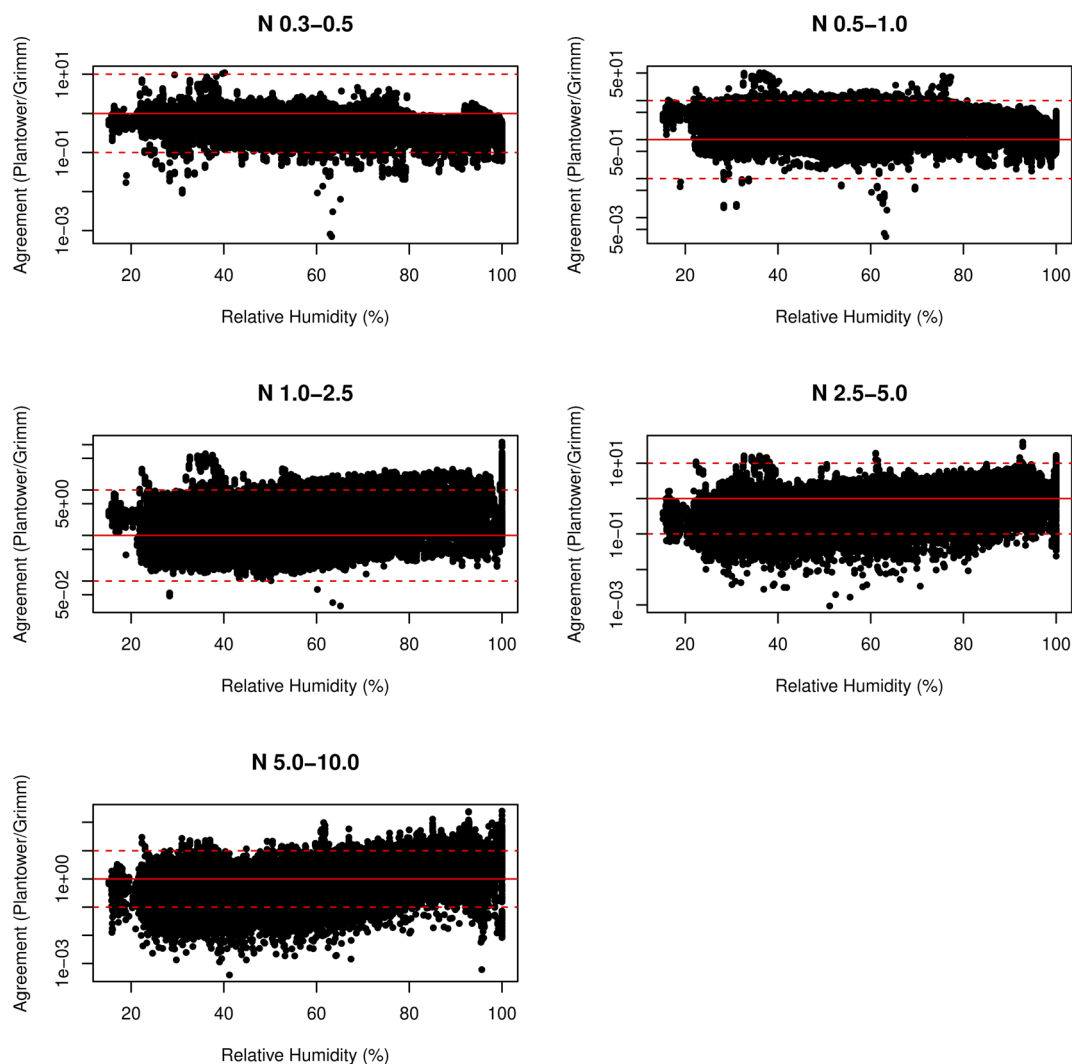 N 0.3−0.5
Agreement (Plantower/Grimm)
1e−03
1e−01
1e+01
20 40 60 80 100
Relative Humidity (%)
N 0.5−1.0
Agreement (Plantower/Grimm)
5e−03
5e−01
5e+01
20 40 60 80 100
Relative Humidity (%)
N 1.0−2.5
Agreement (Plantower/Grimm)
5e−02
5e+00
20 40 60 80 100
Relative Humidity (%)
N 2.5−5.0
Agreement (Plantower/Grimm)
1e−03
1e−01
1e+01
20 40 60 80 100
Relative Humidity (%)
N 5.0−10.0
Agreement (Plantower/Grimm)
1e−03
1e+00
20 40 60 80 100
Relative Humidity (%)